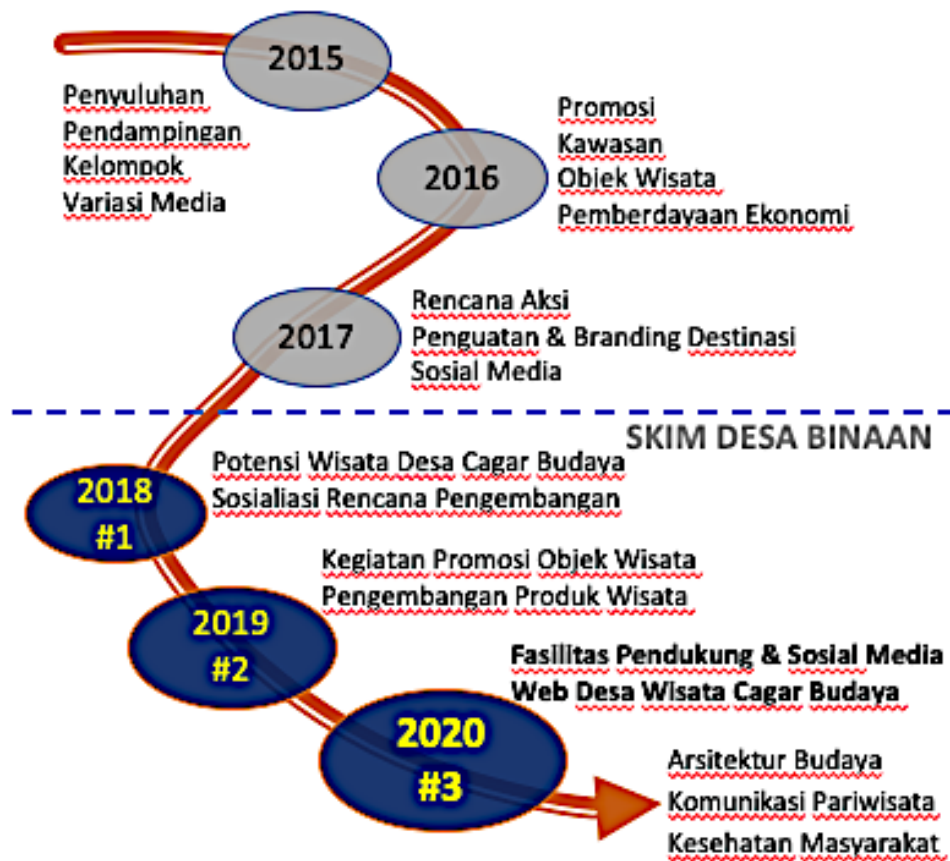 2015
Penyuluhan
Pendampingan
Kelompok
Variasi Media
2016
Promosi
Kawasan
Objek Wisata
Pemberdayaan Ekonomi
2017
Rencana Aksi
Penguatan & Branding Destinasi
Sosial Media
SKIM DESA BINAAN
2018
#1
Potensi Wisata Desa Cagar Budaya
Sosialiasi Rencana Pengembangan
2019
#2
Kegiatan Promosi Objek Wisata
Pengembangan Produk Wisata
2020
#3
Fasilitas Pendukung & Sosial Media
Web Desa Wisata Cagar Budaya
Arsitektur Budaya
Komunikasi Pariwisata
Kesehatan Masyarakat